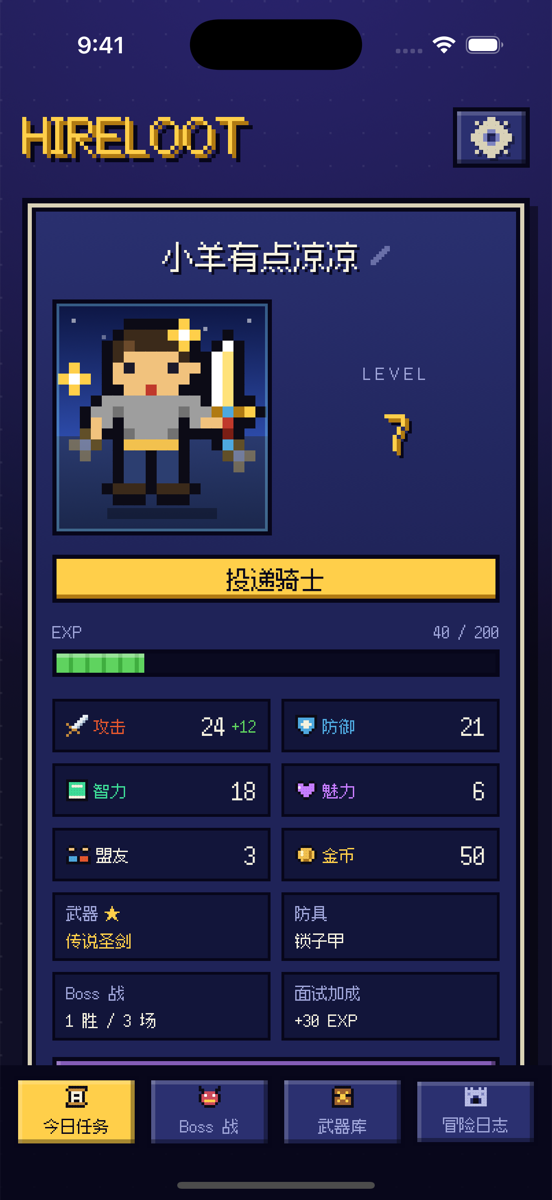 9:41
HIRELOOT
小羊有点凉凉
LEVEL
7
投递骑士
EXP 40 / 200
攻击 24 +12
防御 21
智力 18
魅力 6
盟友 3
金币 50
武器 ★
传说圣剑
防具
锁子甲
Boss 战
1 胜 / 3 场
面试加成
+30 EXP
今日任务
Boss 战
武器库
冒险日志